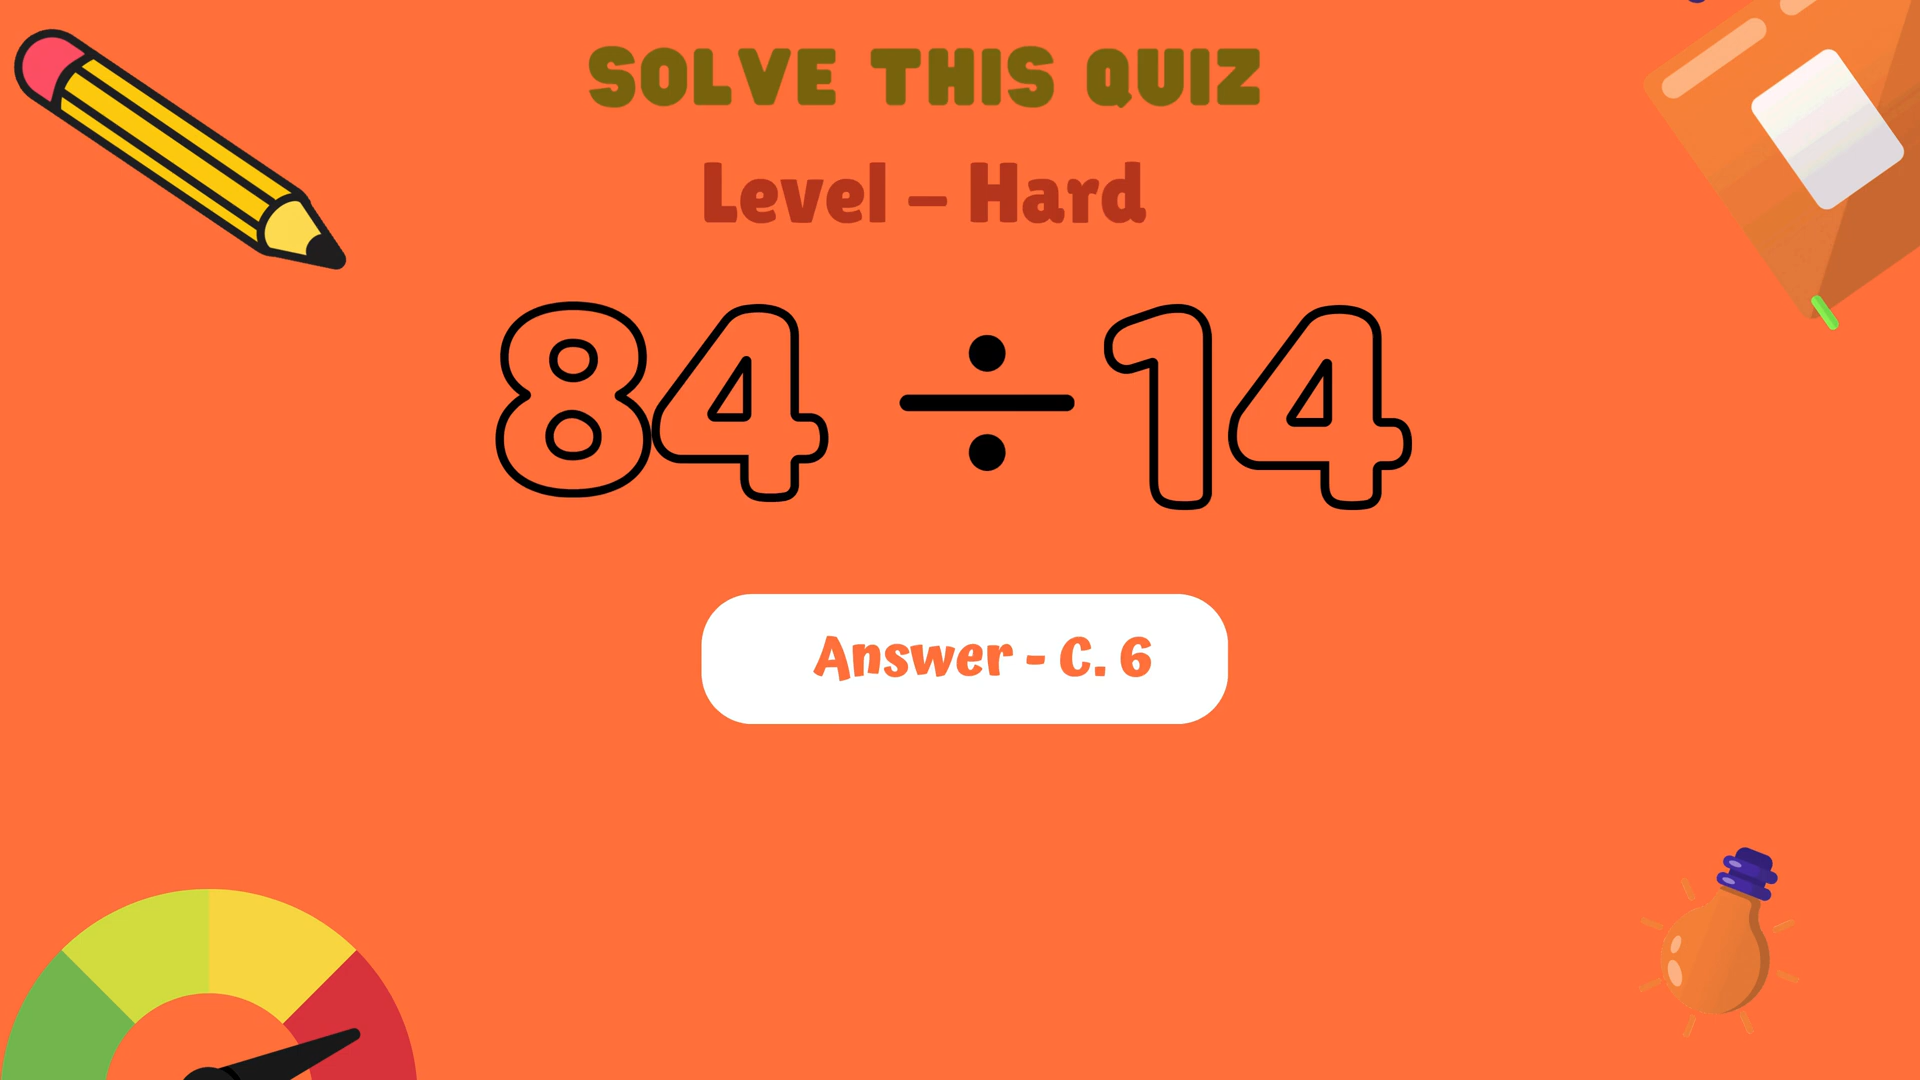 SOLVE THIS QUIZ
Level – Hard
84 ÷ 14
Answer - C. 6